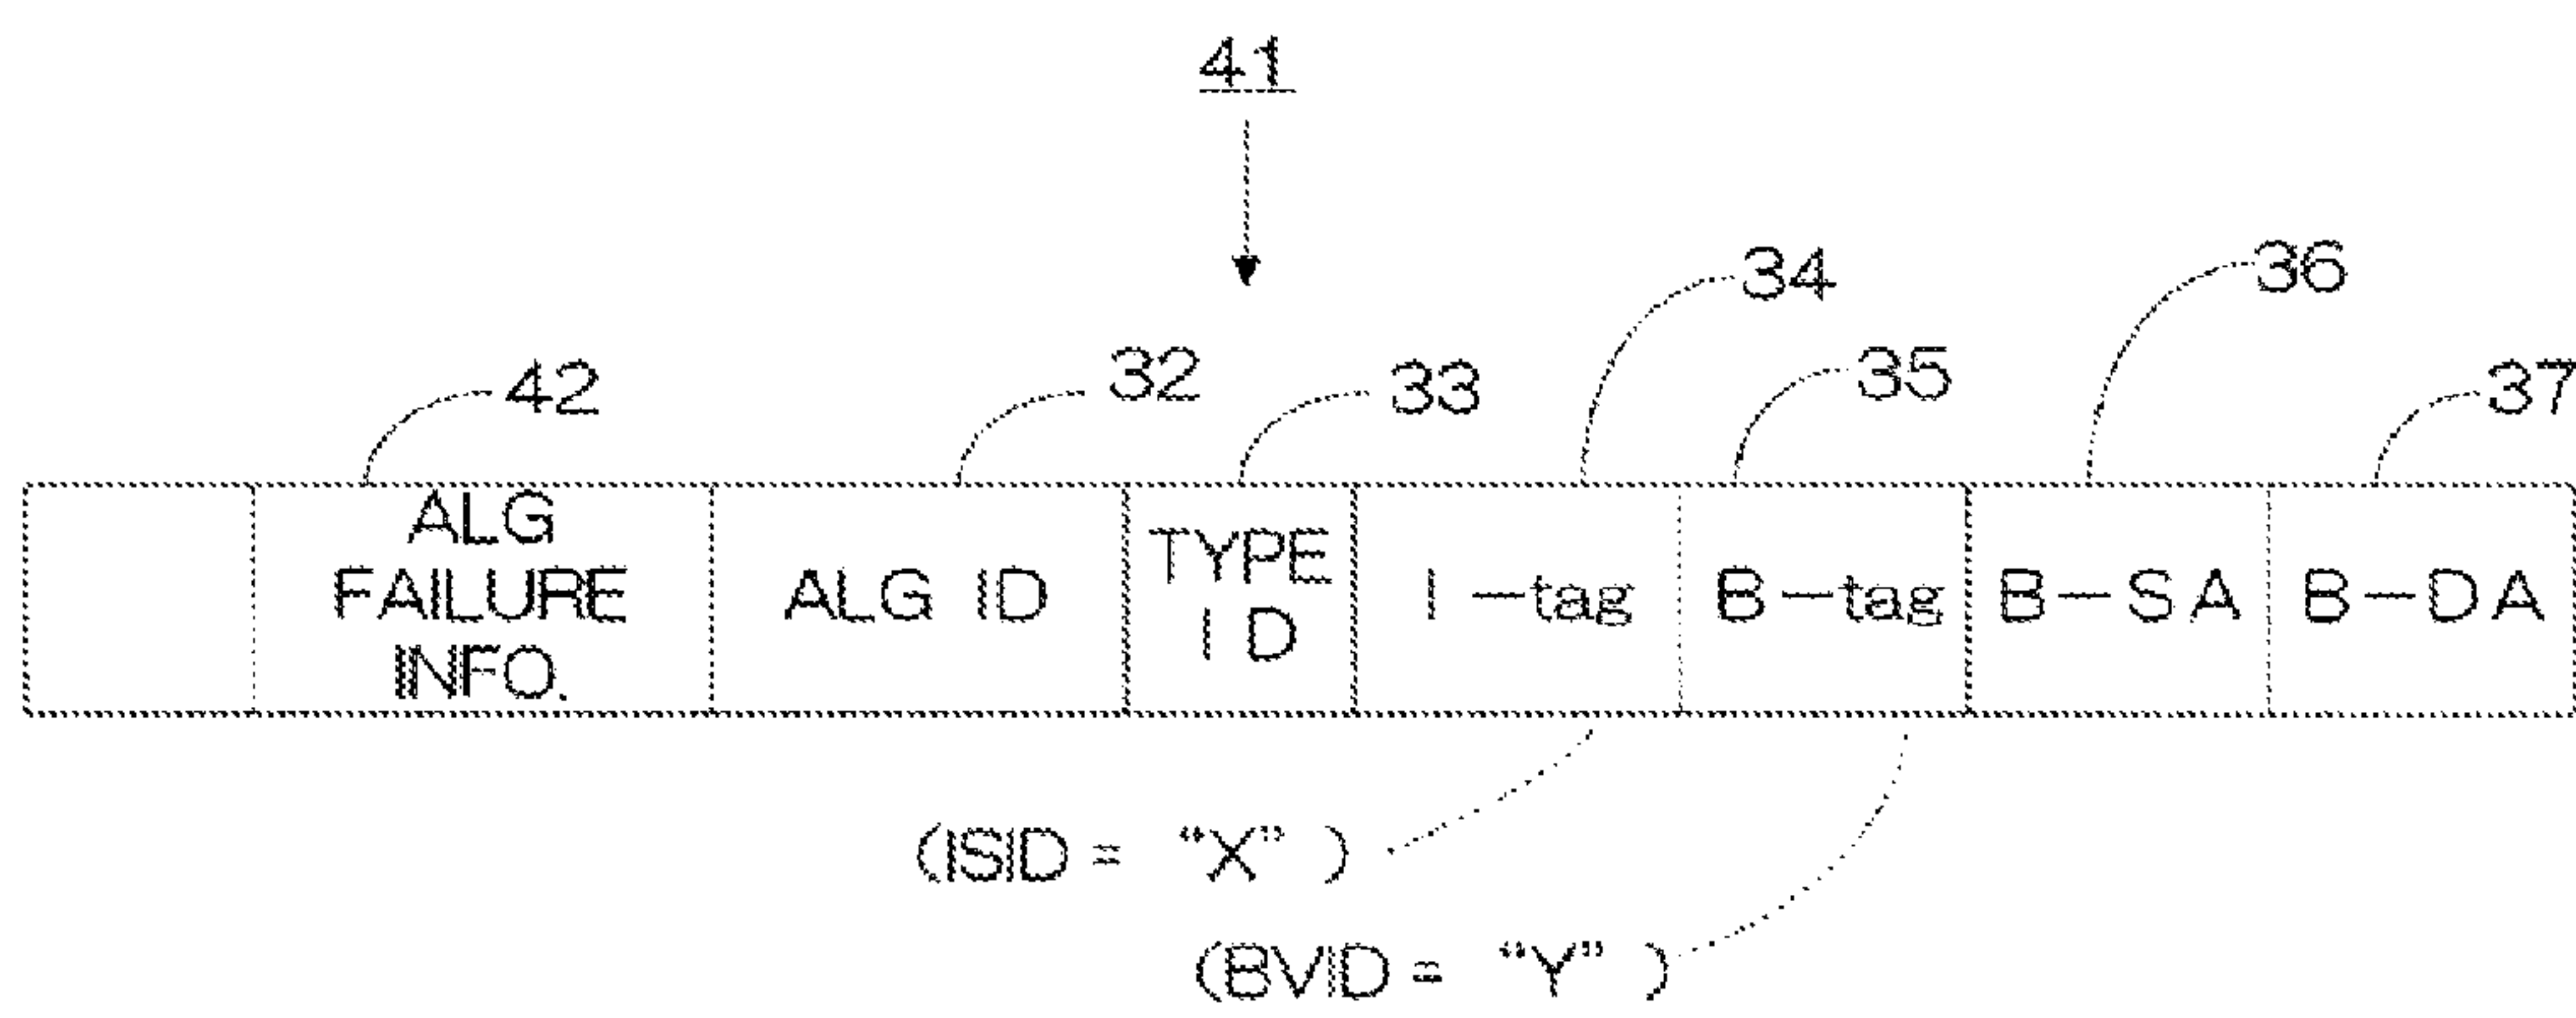 41
34
36
42
32
33
35
37
ALG
FAILURE
INFO.
ALG ID
TYPE
ID
I-tag
B-tag
B-SA
B-DA
(ISID = “X” )
(BVID = “Y” )